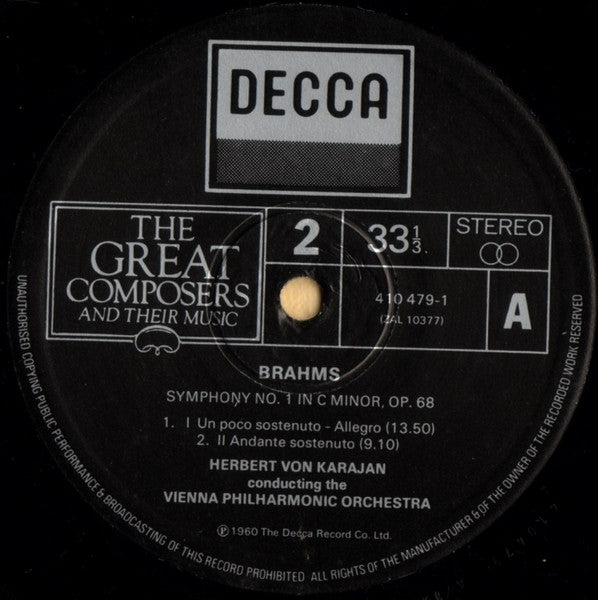 DECCA
THE
GREAT
COMPOSERS
AND THEIR MUSIC
2
33 1/3
STEREO
410 479-1
(ZAL 10377)
A
BRAHMS
SYMPHONY NO. 1 IN C MINOR, OP. 68
1. I Un poco sostenuto - Allegro (13.50)
2. II Andante sostenuto (9.10)
HERBERT VON KARAJAN
conducting the
VIENNA PHILHARMONIC ORCHESTRA
℗ 1960 The Decca Record Co. Ltd.
UNAUTHORISED COPYING PUBLIC PERFORMANCE & BROADCASTING OF THIS RECORD PROHIBITED ALL RIGHTS OF THE MANUFACTURER & OF THE OWNER OF THE RECORDED WORK RESERVED